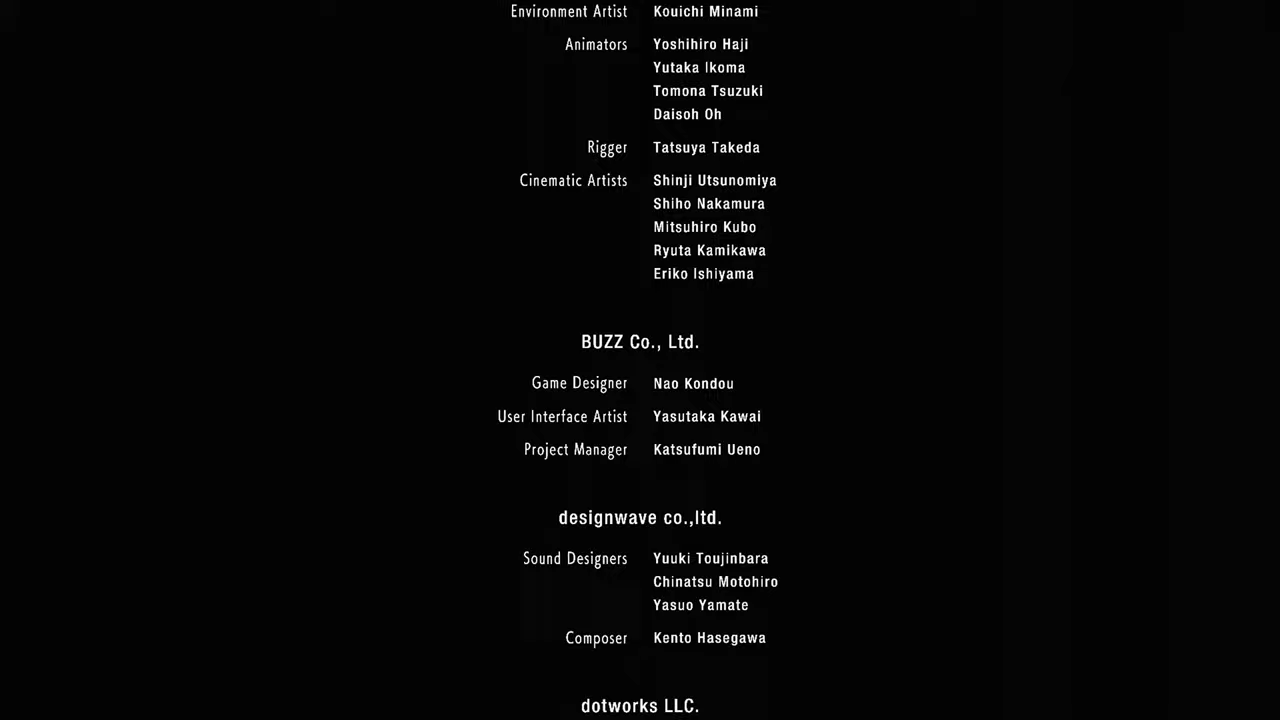 Environment Artist Kouichi Minami
Animators Yoshihiro Haji
Yutaka Ikoma
Tomona Tsuzuki
Daisoh Oh
Rigger Tatsuya Takeda
Cinematic Artists Shinji Utsunomiya
Shiho Nakamura
Mitsuhiro Kubo
Ryuta Kamikawa
Eriko Ishiyama
BUZZ Co., Ltd.
Game Designer Nao Kondou
User Interface Artist Yasutaka Kawai
Project Manager Katsufumi Ueno
designwave co.,ltd.
Sound Designers Yuuki Toujinbara
Chinatsu Motohiro
Yasuo Yamate
Composer Kento Hasegawa
dotworks LLC.